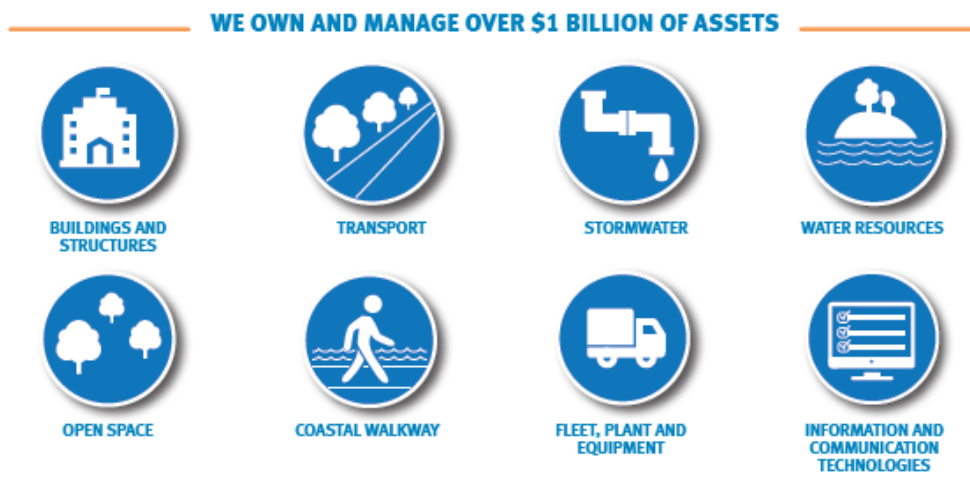 WE OWN AND MANAGE OVER $1 BILLION OF ASSETS
BUILDINGS AND
STRUCTURES
TRANSPORT
STORMWATER
WATER RESOURCES
OPEN SPACE
COASTAL WALKWAY
FLEET, PLANT AND
EQUIPMENT
INFORMATION AND
COMMUNICATION
TECHNOLOGIES